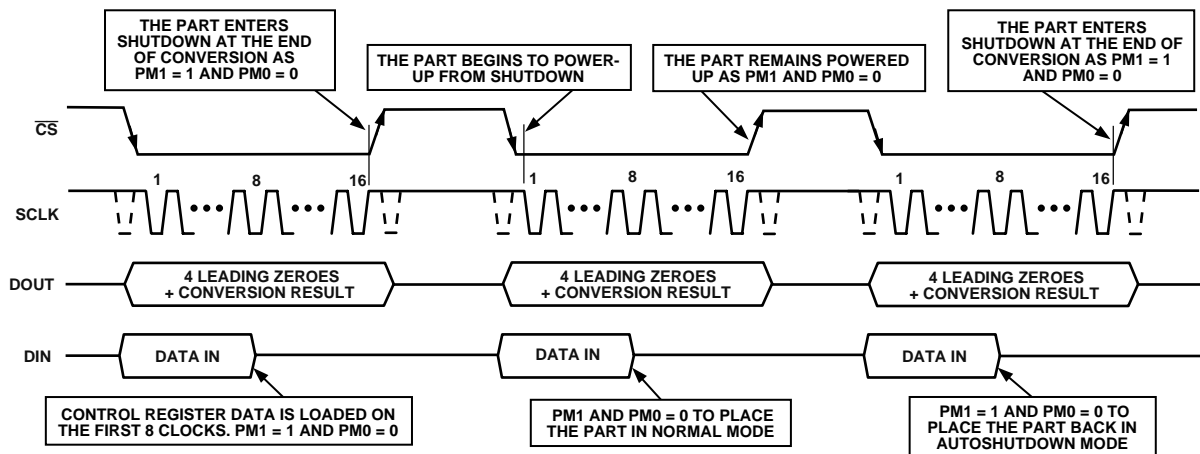 THE PART ENTERS
SHUTDOWN AT THE END
OF CONVERSION AS
PM1 = 1 AND PM0 = 0
THE PART BEGINS TO POWER-
UP FROM SHUTDOWN
THE PART REMAINS POWERED
UP AS PM1 AND PM0 = 0
THE PART ENTERS
SHUTDOWN AT THE END OF
CONVERSION AS PM1 = 1
AND PM0 = 0
CS
SCLK
1 8 16 1 8 16 1 8 16
DOUT
4 LEADING ZEROES
+ CONVERSION RESULT
4 LEADING ZEROES
+ CONVERSION RESULT
4 LEADING ZEROES
+ CONVERSION RESULT
DIN
DATA IN
DATA IN
DATA IN
CONTROL REGISTER DATA IS LOADED ON
THE FIRST 8 CLOCKS. PM1 = 1 AND PM0 = 0
PM1 AND PM0 = 0 TO PLACE
THE PART IN NORMAL MODE
PM1 = 1 AND PM0 = 0 TO
PLACE THE PART BACK IN
AUTOSHUTDOWN MODE